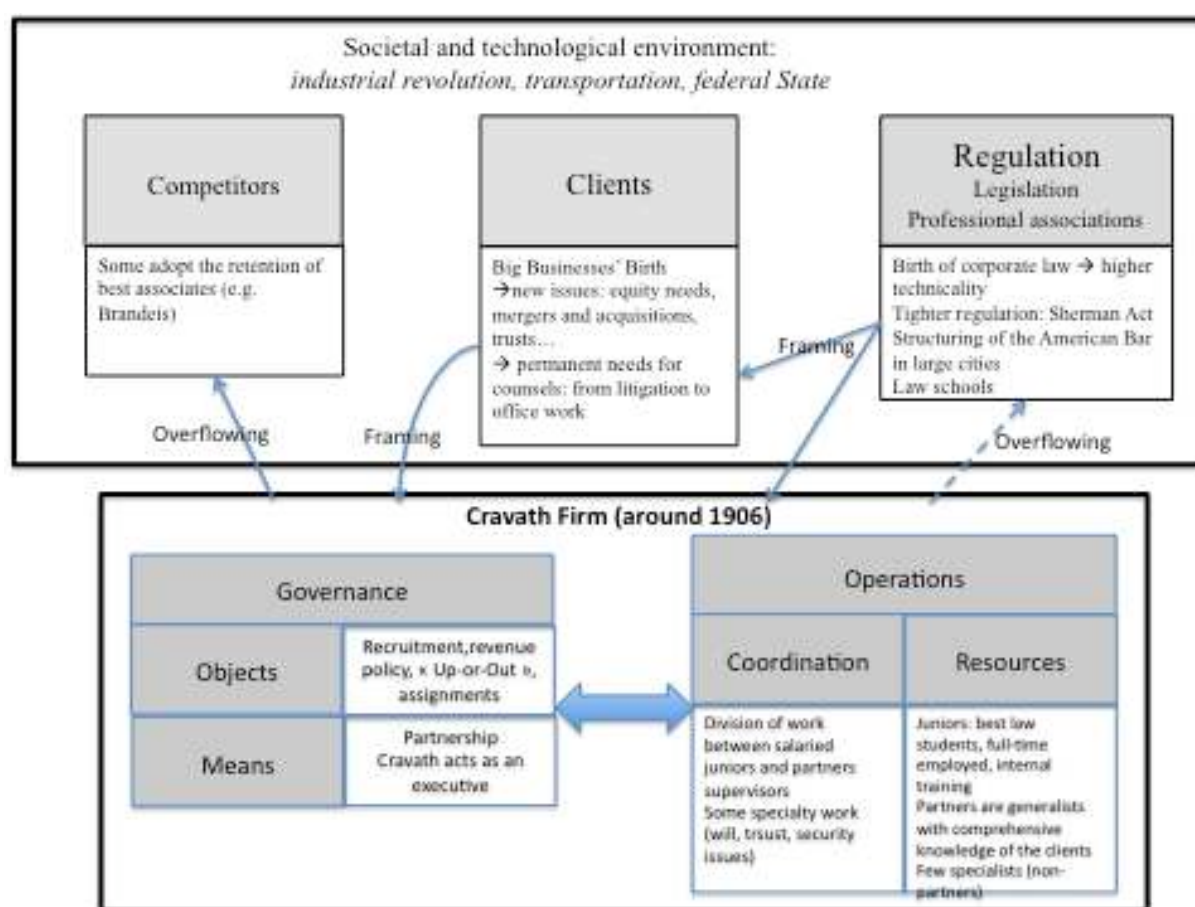 Societal and technological environment:
industrial revolution, transportation, federal State
Competitors
Some adopt the retention of
best associates (e.g.
Brandeis)
Clients
Big Businesses' Birth
→new issues: equity needs,
mergers and acquisitions,
trusts…
→ permanent needs for
counsels: from litigation to
office work
Regulation
Legislation
Professional associations
Birth of corporate law → higher
technicality
Tighter regulation: Sherman Act
Structuring of the American Bar
in large cities
Law schools
Overflowing
Framing
Framing
Overflowing
Cravath Firm (around 1906)
Governance
Objects
Recruitment,revenue
policy, « Up-or-Out »,
assignments
Means
Partnership
Cravath acts as an
executive
Operations
Coordination
Division of work
between salaried
juniors and partners
supervisors
Some specialty work
(will, trsust, security
issues)
Resources
Juniors: best law
students, full-time
employed, internal
training
Partners are generalists
with comprehensive
knowledge of the clients
Few specialists (non-
partners)